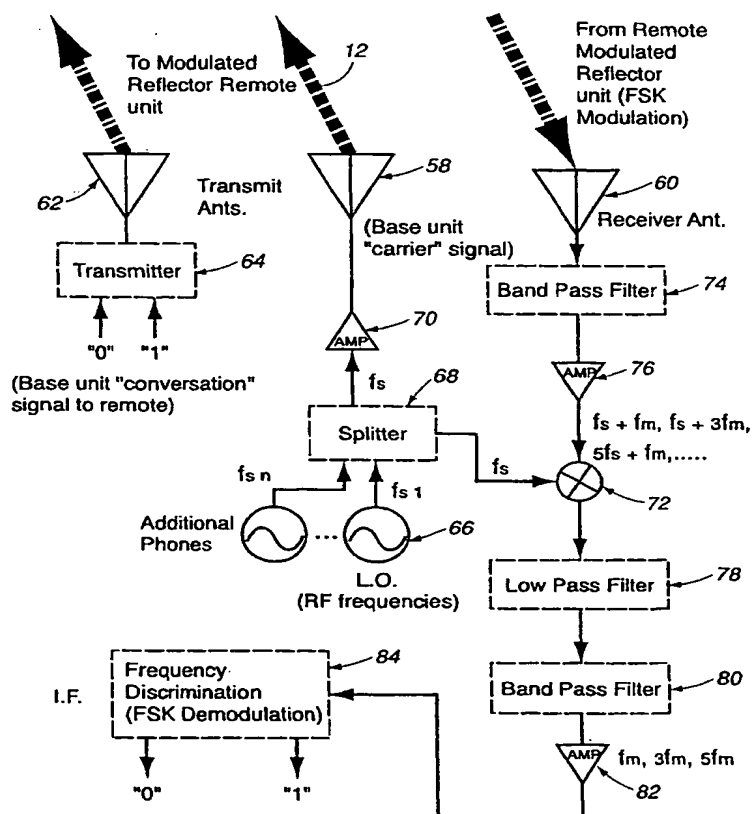 To Modulated
Reflector Remote
unit
12
From Remote
Modulated
Reflector
unit (FSK
Modulation)
62
Transmit
Ants.
58
(Base unit
"carrier" signal)
60
Receiver Ant.
Transmitter
64
"0" "1"
(Base unit "conversation"
signal to remote)
AMP
70
fs
Band Pass Filter
74
AMP
76
fs + fm, fs + 3fm,
5fs + fm,.....
Splitter
68
fs
72
fs n
fs 1
Additional
Phones
...
66
L.O.
(RF frequencies)
Low Pass Filter
78
Band Pass Filter
80
AMP
fm, 3fm, 5fm
82
I.F.
Frequency
Discrimination
(FSK Demodulation)
84
"0" "1"